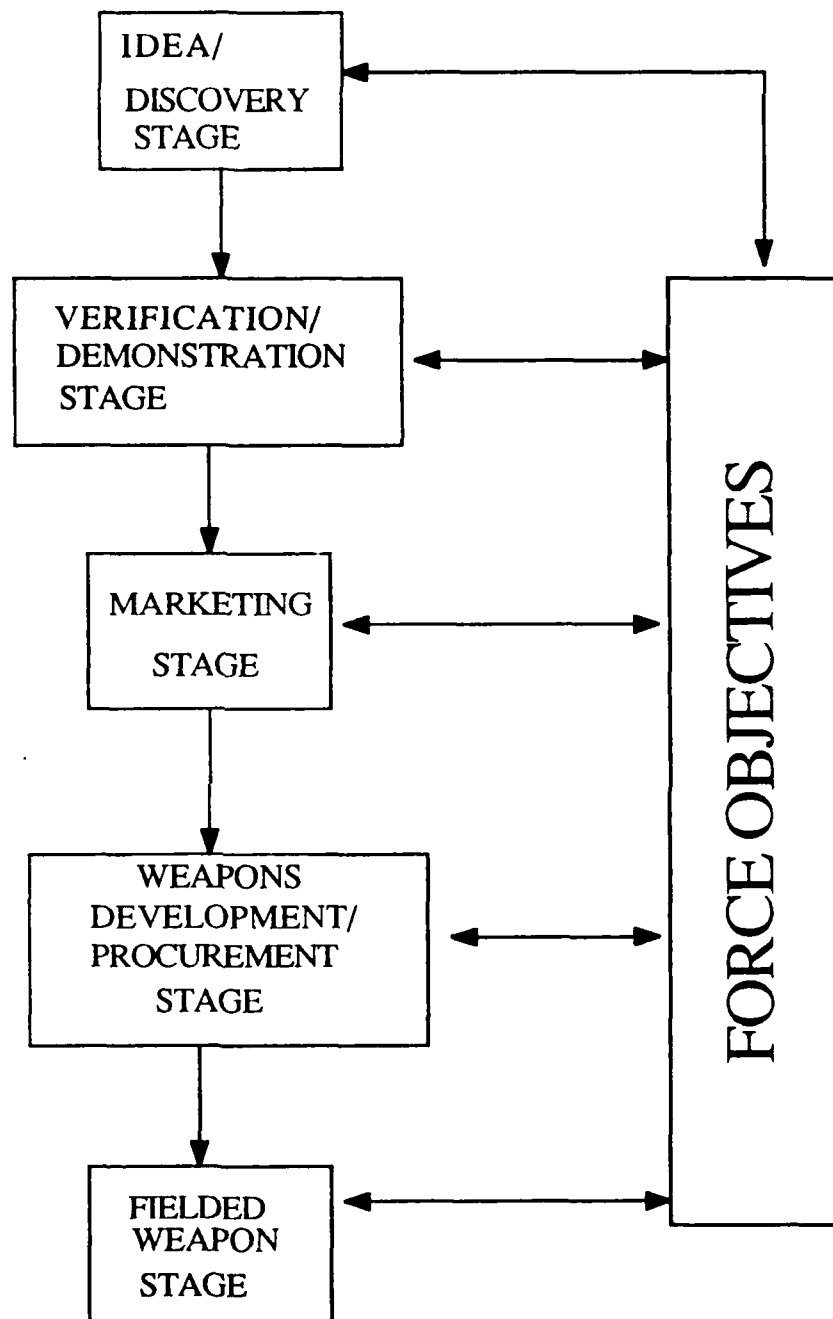 IDEA/
DISCOVERY
STAGE
VERIFICATION/
DEMONSTRATION
STAGE
MARKETING
STAGE
WEAPONS
DEVELOPMENT/
PROCUREMENT
STAGE
FIELDED
WEAPON
STAGE
FORCE OBJECTIVES